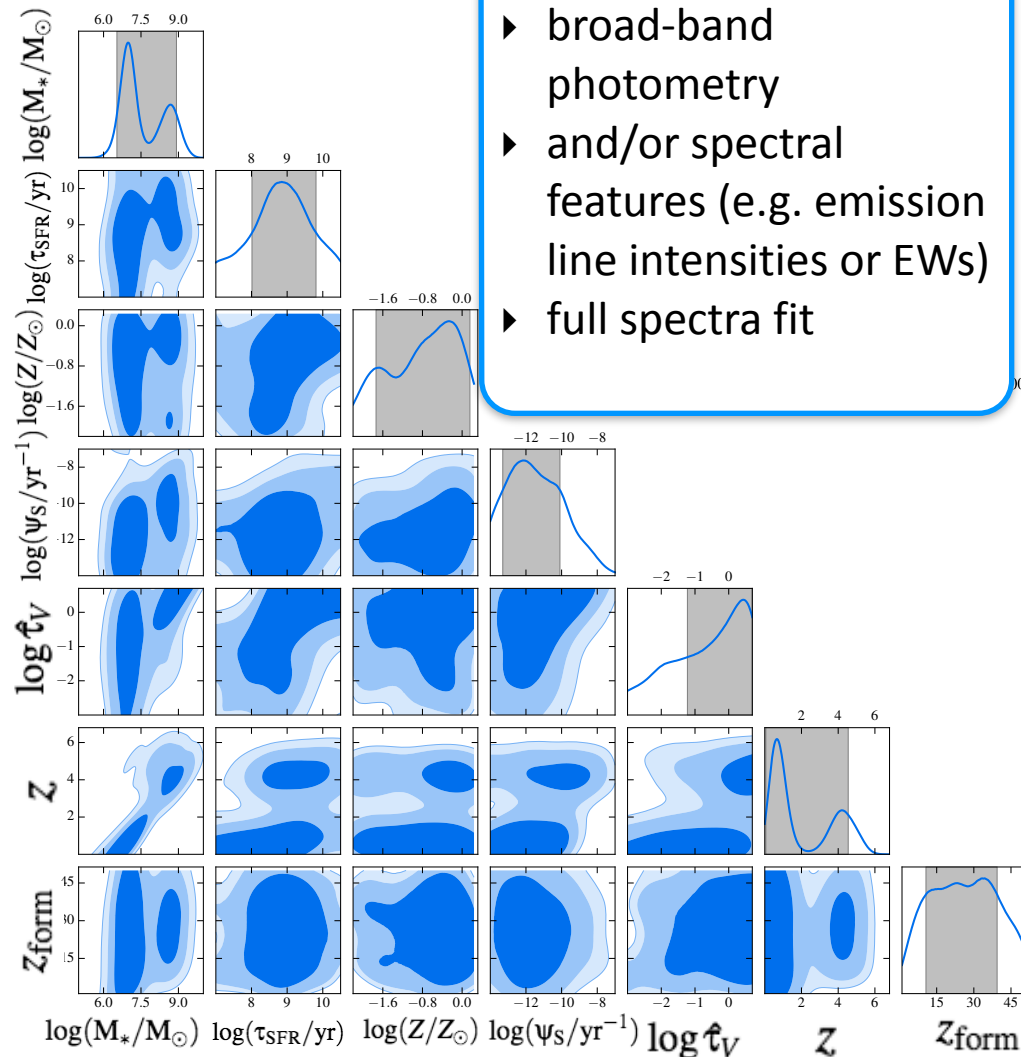 6.0 7.5 9.0
log(M*/M⊙)
▸ broad-band
photometry
▸ and/or spectral
features (e.g. emission
line intensities or EWs)
▸ full spectra fit
8 9 10
log(τSFR/yr)
10
9
8
−1.6 −0.8 0.0
log(Z/Z⊙)
0.0
−0.8
−1.6
−12 −10 −8
log(ψS/yr⁻¹)
−8
−10
−12
−2 −1 0
log τ̂V
0
−1
−2
2 4 6
z
6
4
2
zform
15
6.0 7.5 9.0
8 9 10
−1.6 −0.8 0.0
−12 −10 −8
−2 −1 0
2 4 6
15 30 45
log(M*/M⊙) log(τSFR/yr) log(Z/Z⊙) log(ψS/yr⁻¹) log τ̂V z zform